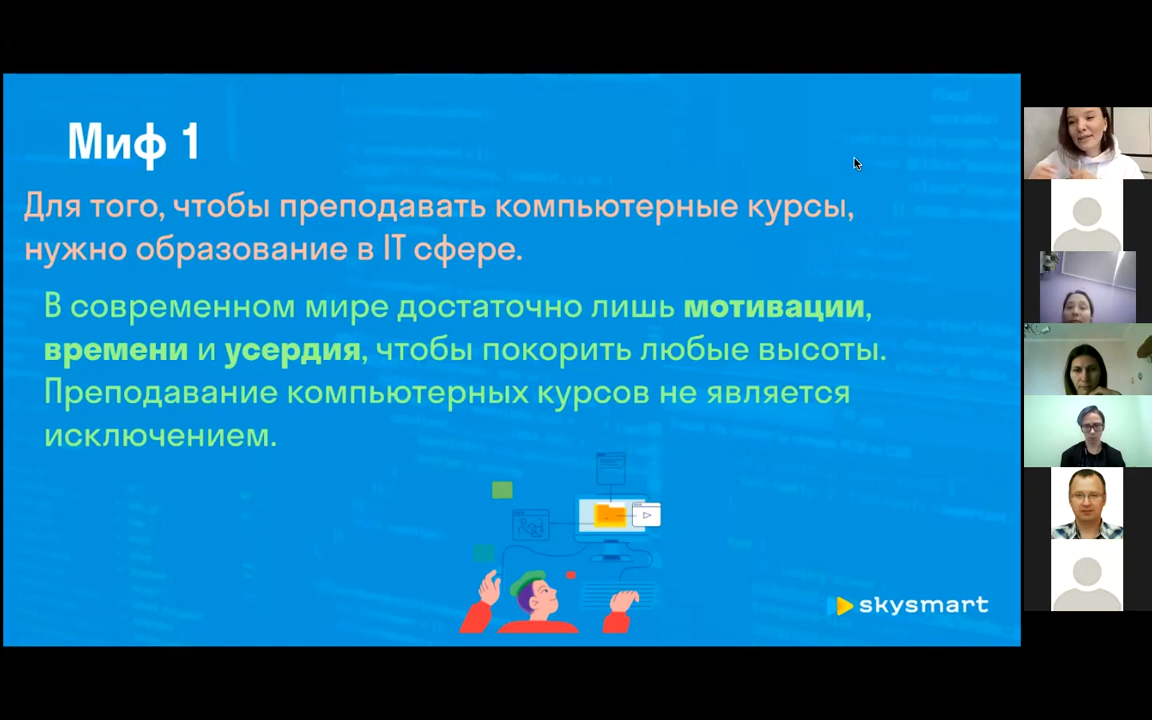 Миф 1
Для того, чтобы преподавать компьютерные курсы,
нужно образование в IT сфере.
В современном мире достаточно лишь мотивации,
времени и усердия, чтобы покорить любые высоты.
Преподавание компьютерных курсов не является
исключением.
skysmart